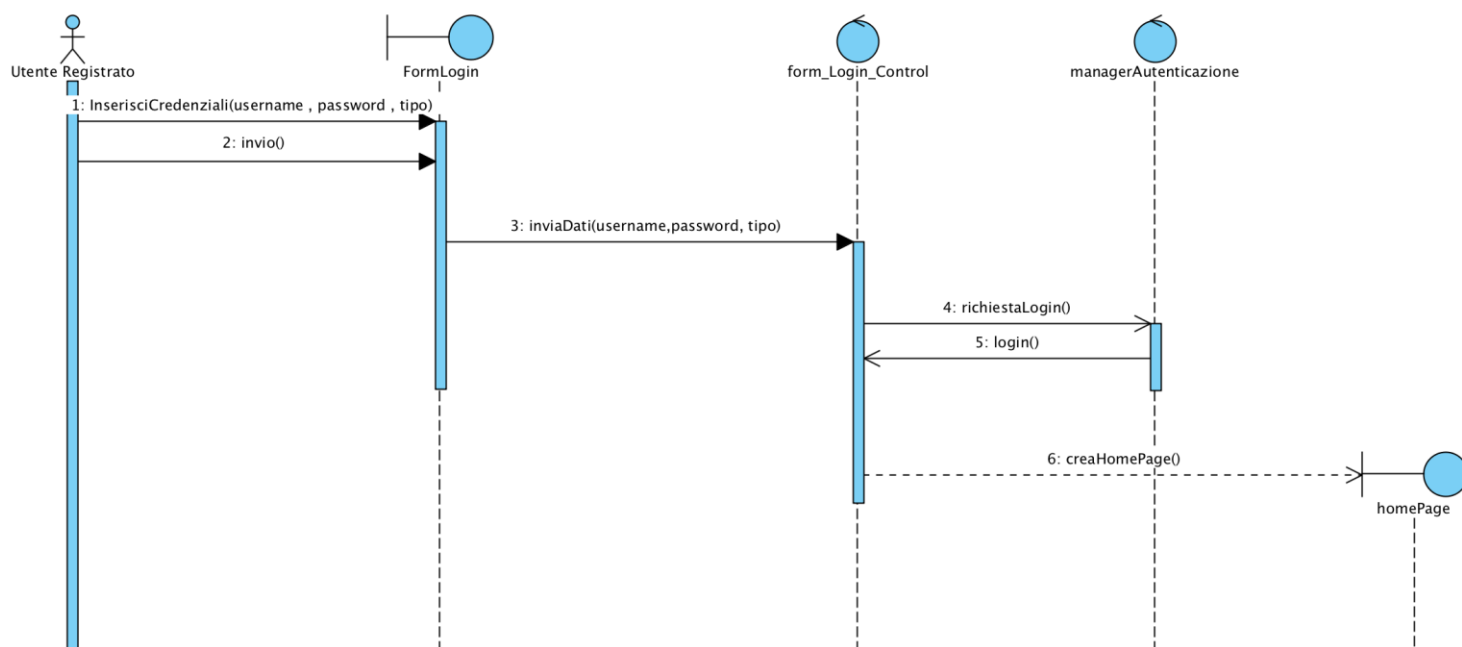 Utente Registrato
FormLogin
form_Login_Control
managerAutenticazione
1: InserisciCredenziali(username , password , tipo)
2: invio()
3: inviaDati(username,password, tipo)
4: richiestaLogin()
5: login()
6: creaHomePage()
homePage